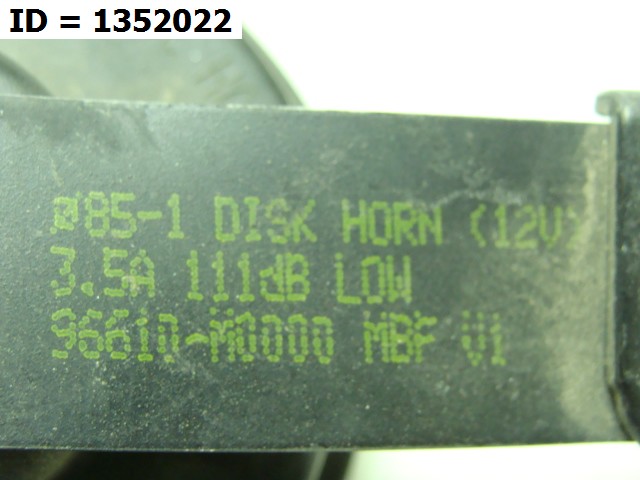 ID = 1352022
ø85-1 DISK HORN (12V)
3.5A 111dB LOW
96610-M0000 MBF V1